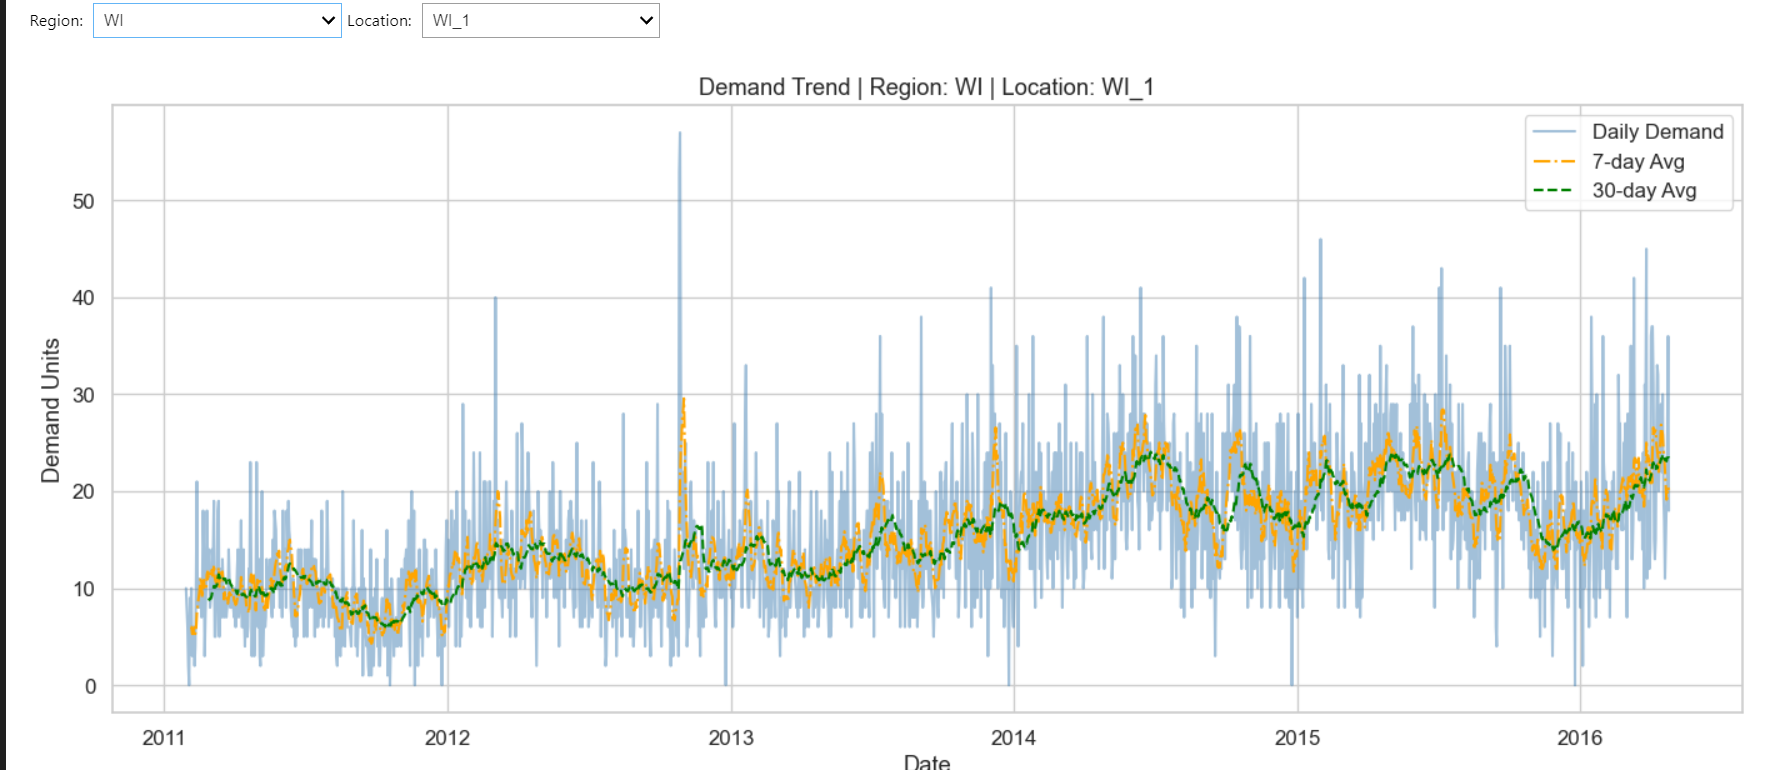 Region: WI Location: WI_1
Demand Trend | Region: WI | Location: WI_1
Daily Demand
7-day Avg
30-day Avg
Demand Units
50
40
30
20
10
0
2011 2012 2013 2014 2015 2016
Date